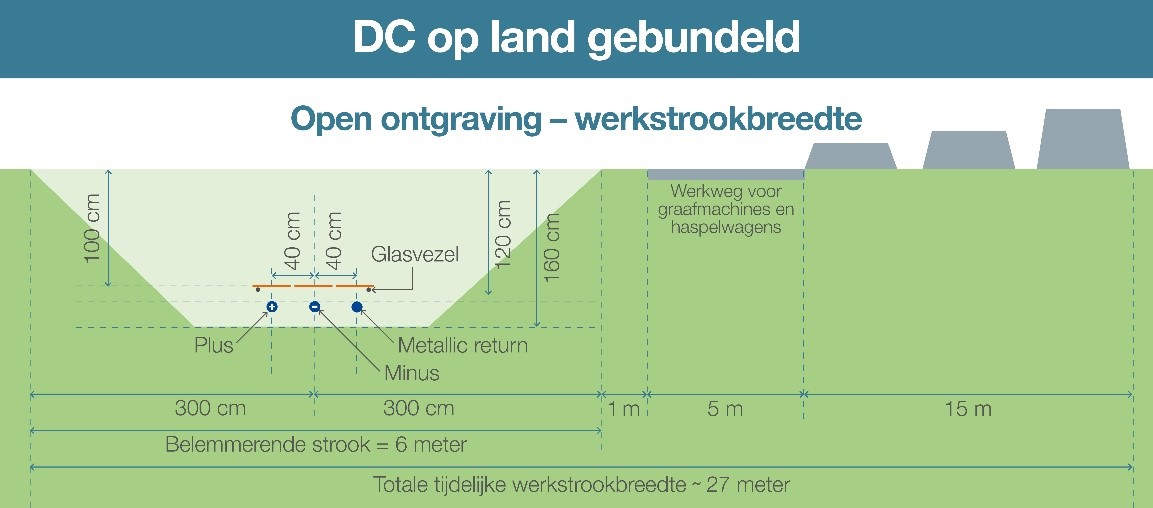 DC op land gebundeld
Open ontgraving – werkstrookbreedte
100 cm
40 cm
40 cm
Glasvezel
120 cm
160 cm
Werkweg voor
graafmachines en
haspelwagens
Plus
Metallic return
Minus
300 cm
300 cm
1 m
5 m
15 m
Belemmerende strook = 6 meter
Totale tijdelijke werkstrookbreedte ~ 27 meter